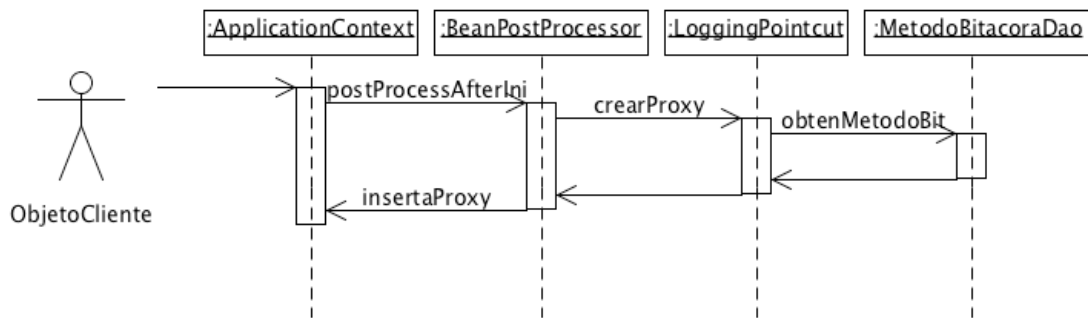 :ApplicationContext :BeanPostProcessor :LoggingPointcut :MetodoBitacoraDao
postProcessAfterIni
crearProxy
obtenMetodoBit
insertaProxy
ObjetoCliente